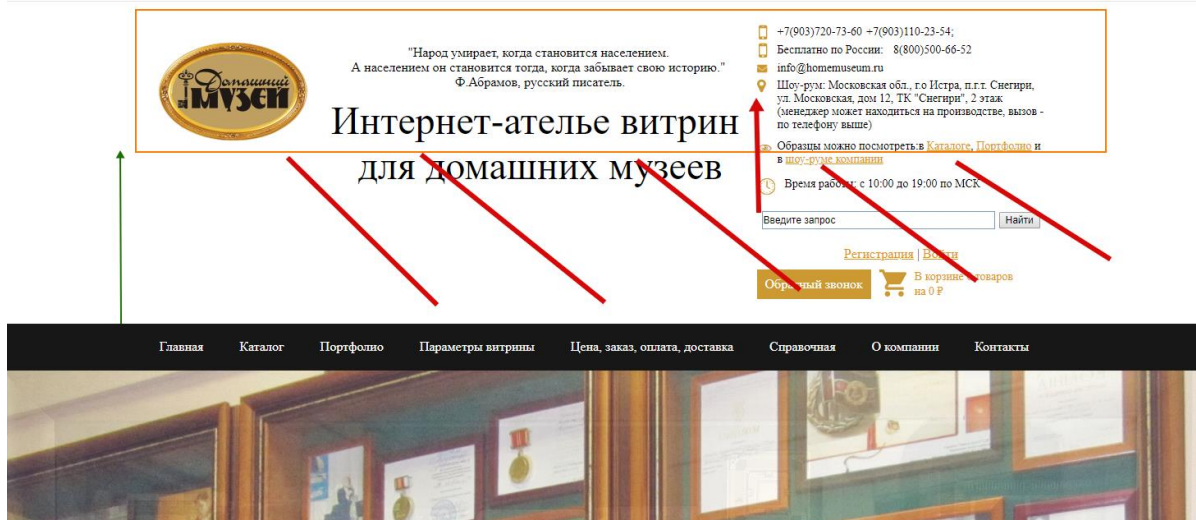 Домашний
МУЗЕЙ
"Народ умирает, когда становится населением.
А населением он становится тогда, когда забывает свою историю."
Ф.Абрамов, русский писатель.
Интернет-ателье витрин
для домашних музеев
+7(903)720-73-60 +7(903)110-23-54;
Бесплатно по России: 8(800)500-66-52
info@homemuseum.ru
Шоу-рум: Московская обл., г.о Истра, п.г.т. Снегири,
ул. Московская, дом 12, ТК "Снегири", 2 этаж
(менеджер может находиться на производстве, вызов -
по телефону выше)
Образцы можно посмотреть:в Каталоге, Портфолио и
в шоу-руме компании
Время работы: с 10:00 до 19:00 по МСК
Введите запрос
Найти
Регистрация | Войти
Обратный звонок
В корзине 0 товаров
на 0 ₽
Главная Каталог Портфолио Параметры витрины Цена, заказ, оплата, доставка Справочная О компании Контакты